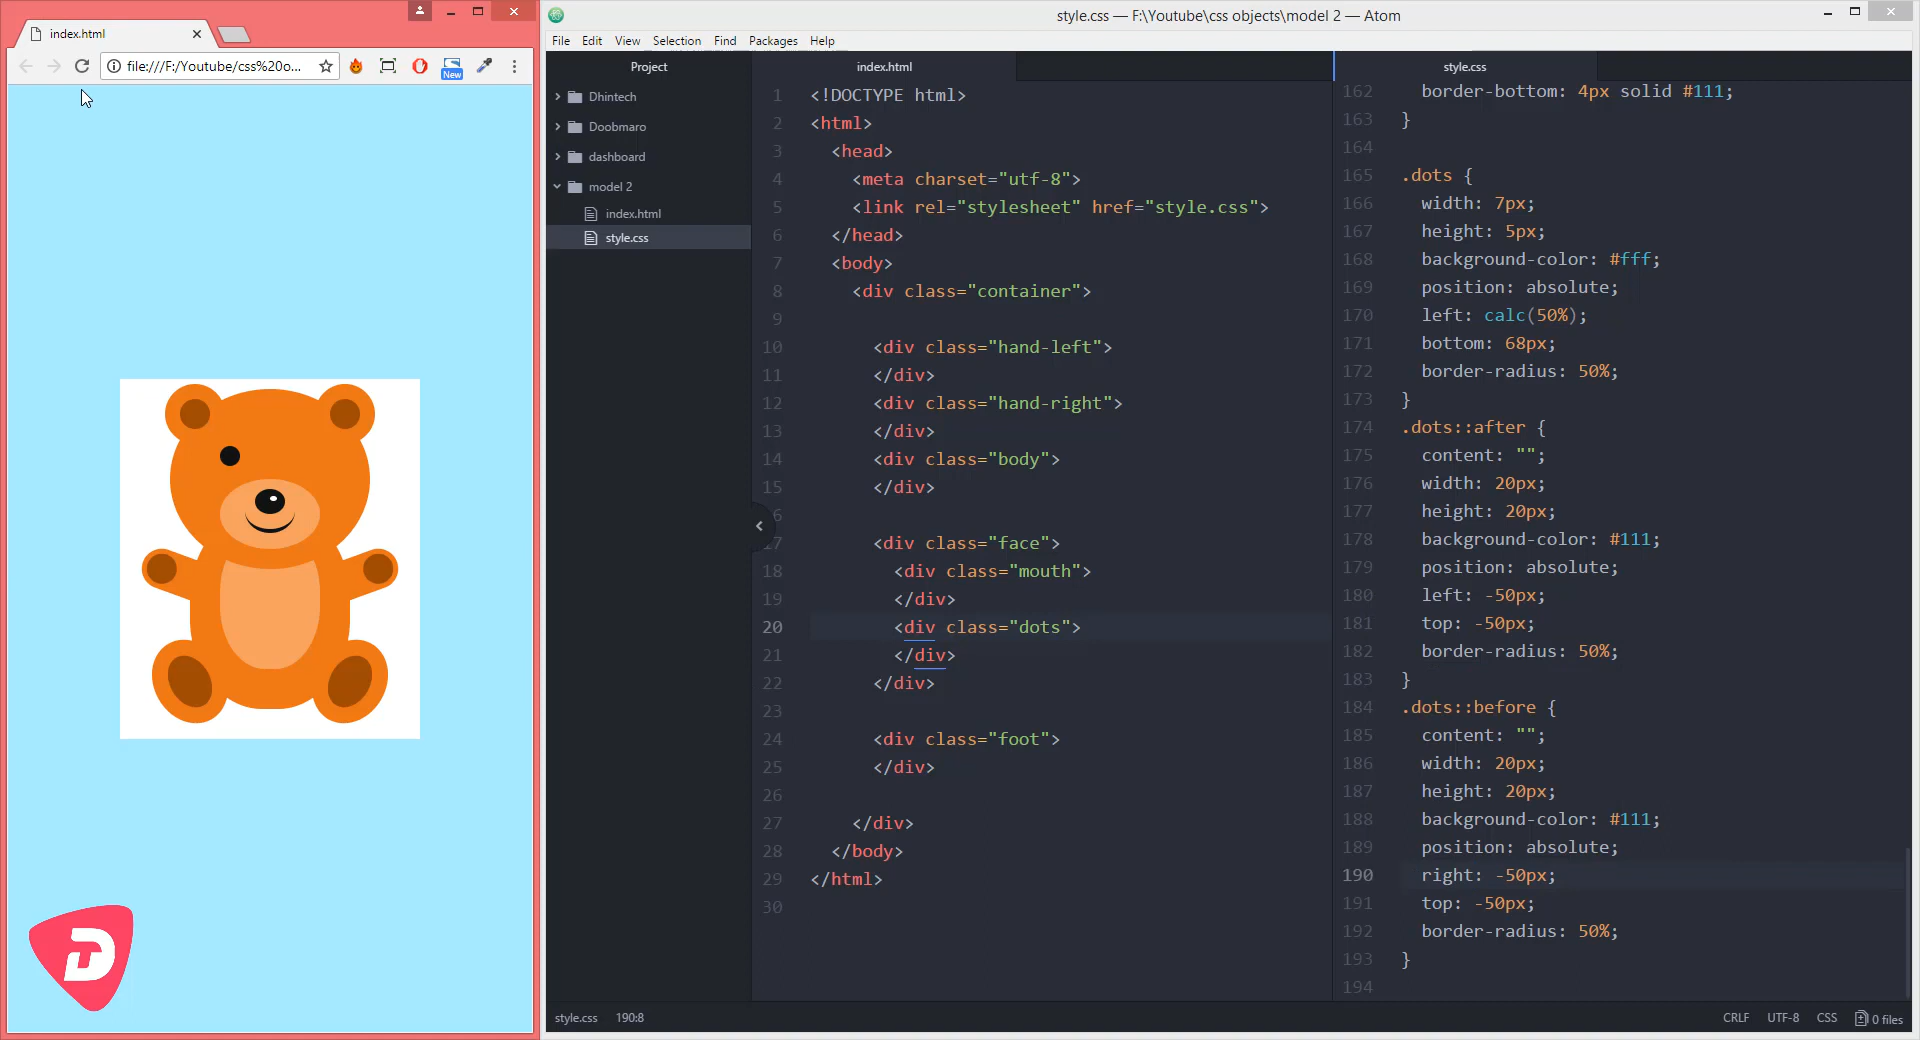 index.html
file:///F:/Youtube/css%20o...
New
style.css — F:\Youtube\css objects\model 2 — Atom
File Edit View Selection Find Packages Help
Project
Dhintech
Doobmaro
dashboard
model 2
index.html
style.css
index.html
1 <!DOCTYPE html>
2 <html>
3 <head>
4 <meta charset="utf-8">
5 <link rel="stylesheet" href="style.css">
6 </head>
7 <body>
8 <div class="container">
9
10 <div class="hand-left">
11 </div>
12 <div class="hand-right">
13 </div>
14 <div class="body">
15 </div>
6
17 <div class="face">
18 <div class="mouth">
19 </div>
20 <div class="dots">
21 </div>
22 </div>
23
24 <div class="foot">
25 </div>
26
27 </div>
28 </body>
29 </html>
30
style.css
162 border-bottom: 4px solid #111;
163 }
164
165 .dots {
166 width: 7px;
167 height: 5px;
168 background-color: #fff;
169 position: absolute;
170 left: calc(50%);
171 bottom: 68px;
172 border-radius: 50%;
173 }
174 .dots::after {
175 content: "";
176 width: 20px;
177 height: 20px;
178 background-color: #111;
179 position: absolute;
180 left: -50px;
181 top: -50px;
182 border-radius: 50%;
183 }
184 .dots::before {
185 content: "";
186 width: 20px;
187 height: 20px;
188 background-color: #111;
189 position: absolute;
190 right: -50px;
191 top: -50px;
192 border-radius: 50%;
193 }
194
style.css 190:8
CRLF UTF-8 CSS 0 files